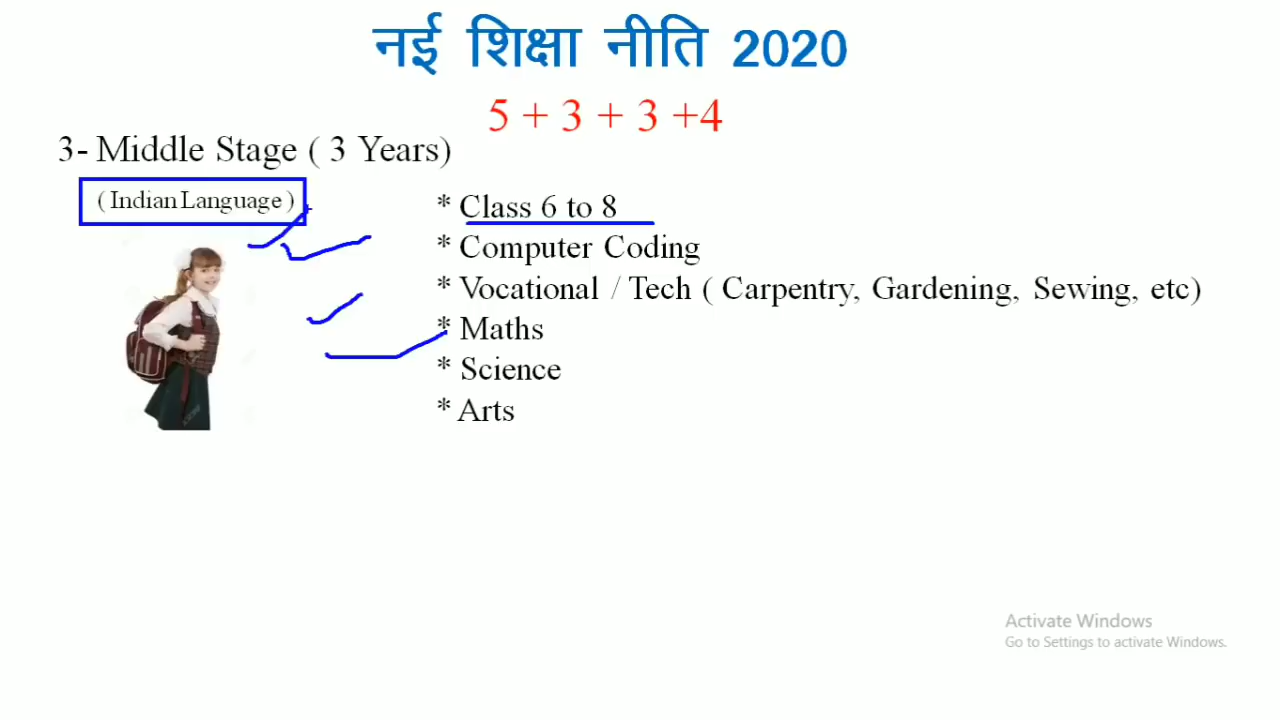 नई शिक्षा नीति 2020
5 + 3 + 3 +4
3- Middle Stage ( 3 Years)
( Indian Language )
* Class 6 to 8
* Computer Coding
* Vocational / Tech ( Carpentry, Gardening, Sewing, etc)
* Maths
* Science
* Arts
Activate Windows
Go to Settings to activate Windows.